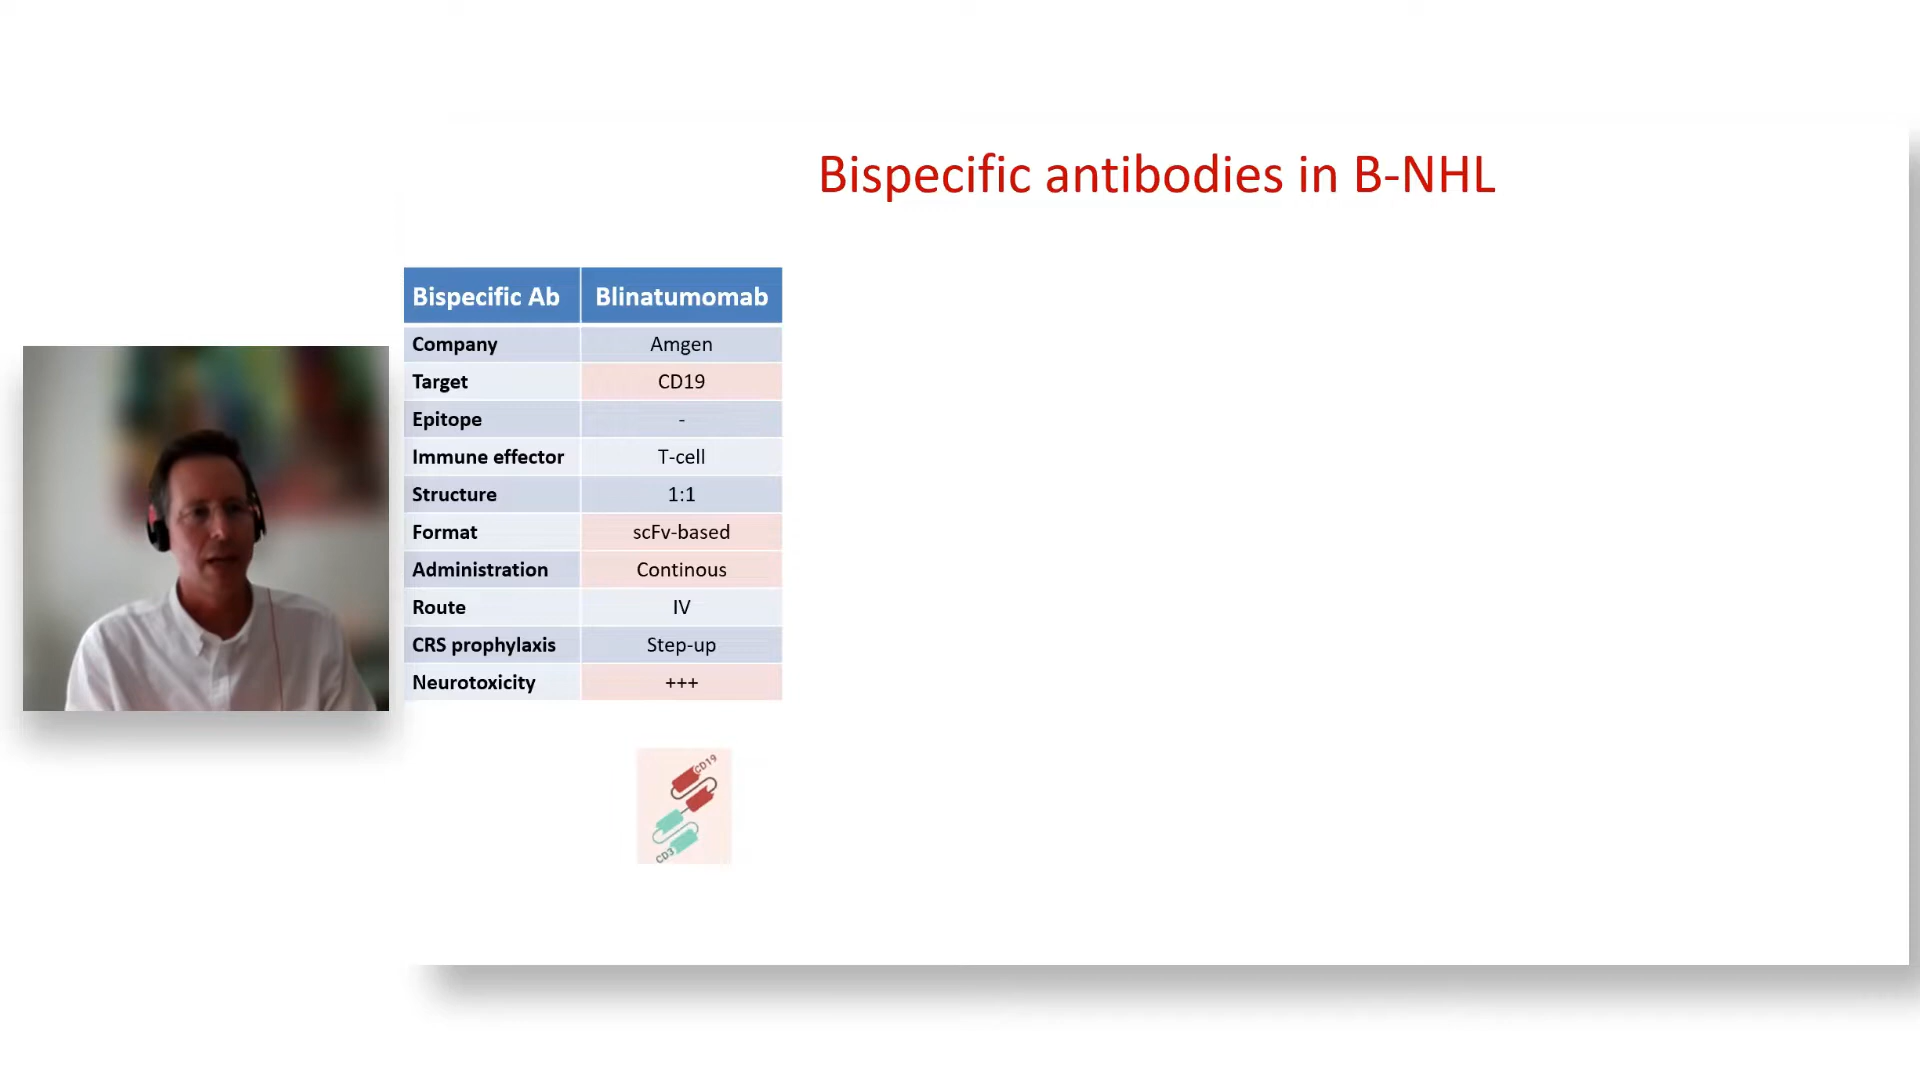 Bispecific antibodies in B-NHL
Bispecific Ab Blinatumomab
Company Amgen
Target CD19
Epitope -
Immune effector T-cell
Structure 1:1
Format scFv-based
Administration Continous
Route IV
CRS prophylaxis Step-up
Neurotoxicity +++
CD19
CD3